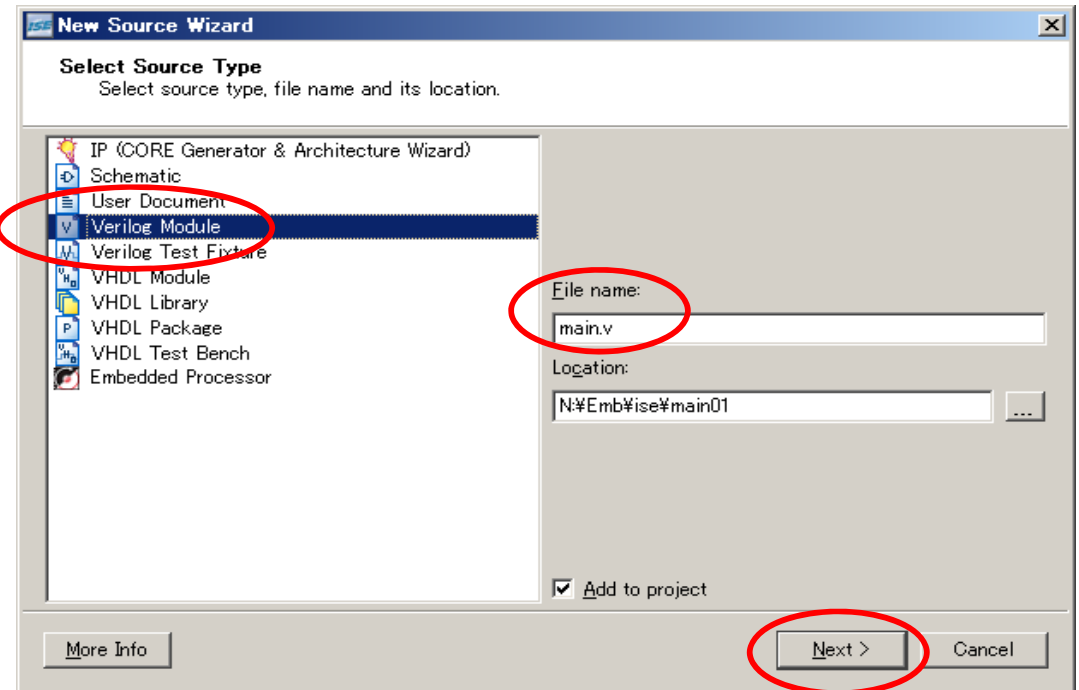 ISE New Source Wizard
Select Source Type
Select source type, file name and its location.
IP (CORE Generator & Architecture Wizard)
Schematic
User Document
Verilog Module
Verilog Test Fixture
VHDL Module
VHDL Library
VHDL Package
VHDL Test Bench
Embedded Processor
File name:
main.v
Location:
N:¥Emb¥ise¥main01
...
Add to project
More Info
Next >
Cancel